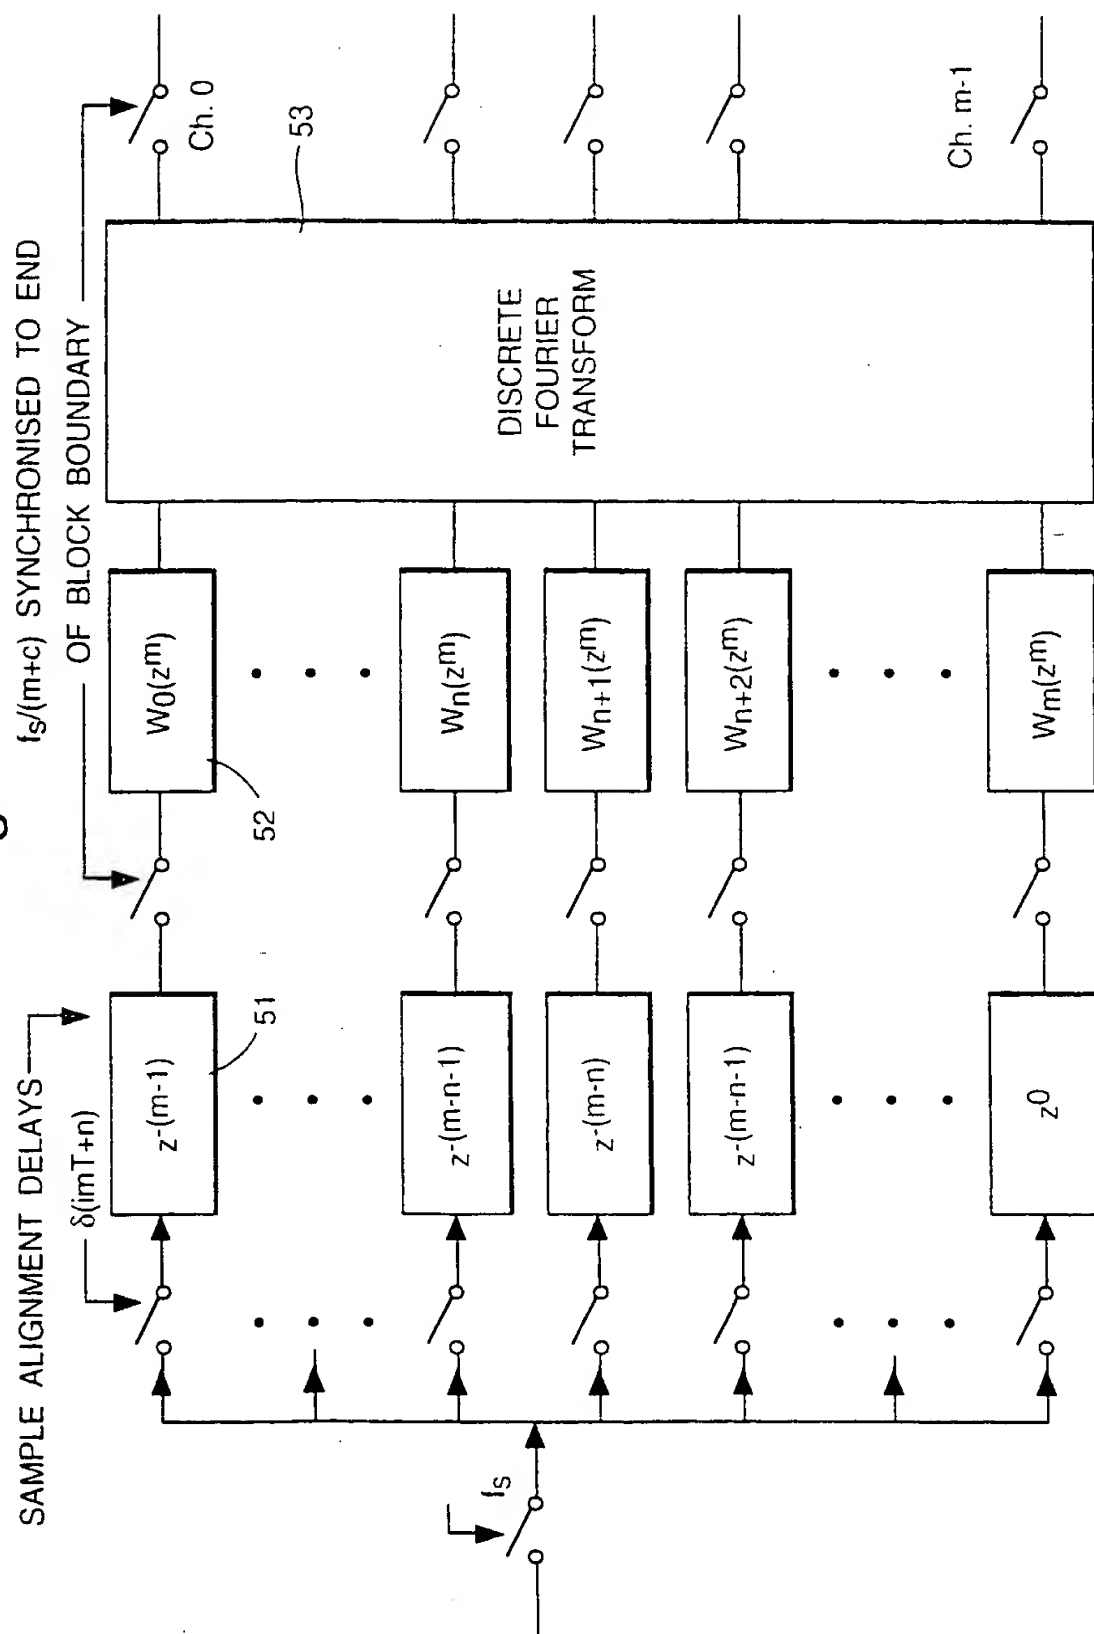 SAMPLE ALIGNMENT DELAYS
δ(imT+n)
fs/(m+c) SYNCHRONISED TO END
OF BLOCK BOUNDARY
fs
z-(m-1)
51
W0(zm)
52
53
Ch. 0
z-(m-n-1)
Wn(zm)
z-(m-n)
Wn+1(zm)
DISCRETE
FOURIER
TRANSFORM
z-(m-n-1)
Wn+2(zm)
z0
Wm(zm)
Ch. m-1